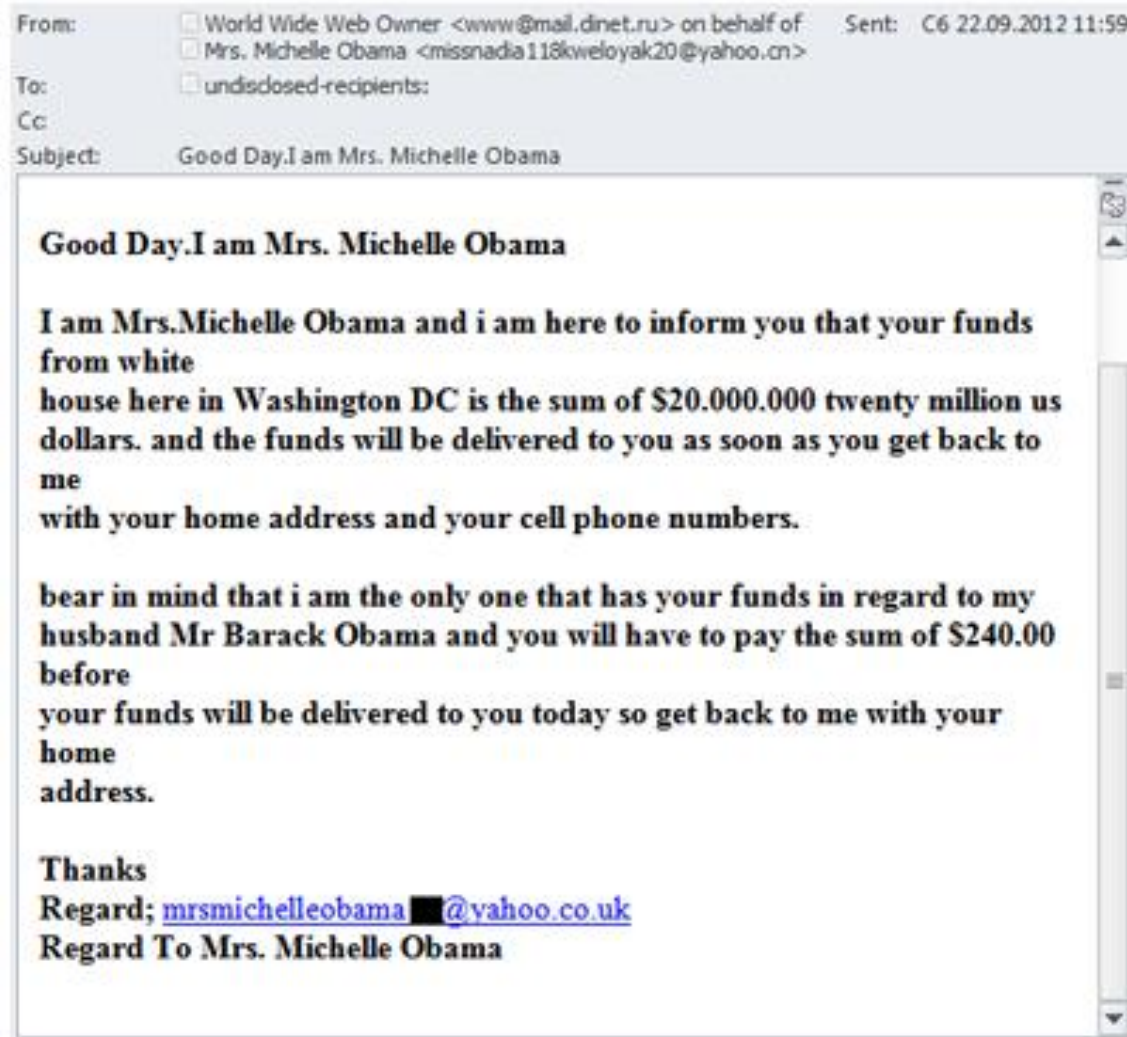 From: World Wide Web Owner <www@mail.dinet.ru> on behalf of Sent: C6 22.09.2012 11:59
Mrs. Michelle Obama <missnadia118kweloyak20@yahoo.cn>
To: undisclosed-recipients:
Cc:
Subject: Good Day.I am Mrs. Michelle Obama
Good Day.I am Mrs. Michelle Obama
I am Mrs.Michelle Obama and i am here to inform you that your funds
from white
house here in Washington DC is the sum of $20.000.000 twenty million us
dollars. and the funds will be delivered to you as soon as you get back to
me
with your home address and your cell phone numbers.
bear in mind that i am the only one that has your funds in regard to my
husband Mr Barack Obama and you will have to pay the sum of $240.00
before
your funds will be delivered to you today so get back to me with your
home
address.
Thanks
Regard; mrsmichelleobama @yahoo.co.uk
Regard To Mrs. Michelle Obama